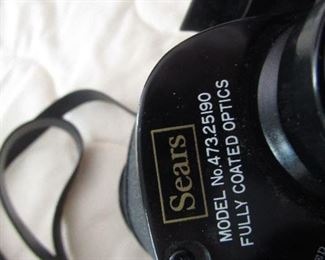 Sears
MODEL No.473.25190
FULLY COATED OPTICS